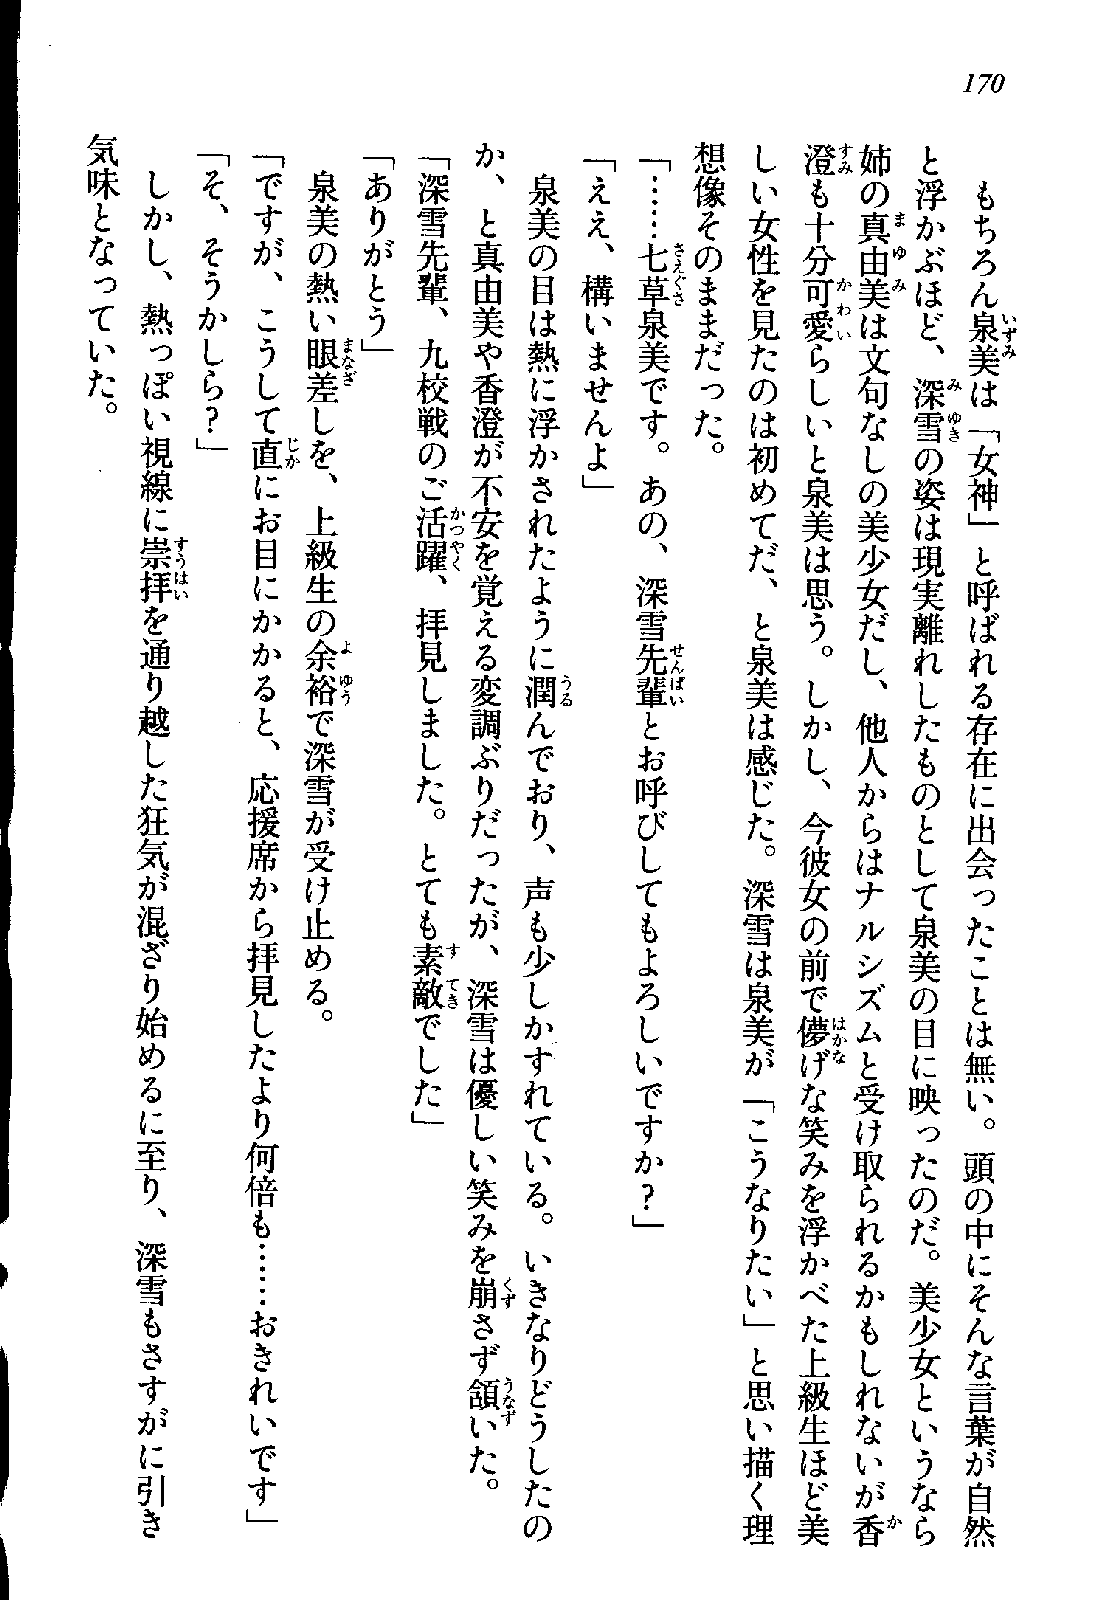 170
もちろん泉美は「女神」と呼ばれる存在に出会ったことは無い。頭の中にそんな言葉が自然
と浮かぶほど、深雪の姿は現実離れしたものとして泉美の目に映ったのだ。美少女というなら
姉の真由美は文句なしの美少女だし、他人からはナルシズムと受け取られるかもしれないが香
澄も十分可愛らしいと泉美は思う。しかし、今彼女の前で儚げな笑みを浮かべた上級生ほど美
しい女性を見たのは初めてだ、と泉美は感じた。深雪は泉美が「こうなりたい」と思い描く理
想像そのままだった。
「……七草泉美です。あの、深雪先輩とお呼びしてもよろしいですか？」
「ええ、構いませんよ」
泉美の目は熱に浮かされたように潤んでおり、声も少しかすれている。いきなりどうしたの
か、と真由美や香澄が不安を覚える変調ぶりだったが、深雪は優しい笑みを崩さず頷いた。
「深雪先輩、九校戦のご活躍、拝見しました。とても素敵でした」
「ありがとう」
泉美の熱い眼差しを、上級生の余裕で深雪が受け止める。
「ですが、こうして直にお目にかかると、応援席から拝見したより何倍も……おきれいです」
「そ、そうかしら？」
しかし、熱っぽい視線に崇拝を通り越した狂気が混ざり始めるに至り、深雪もさすがに引き
気味となっていた。